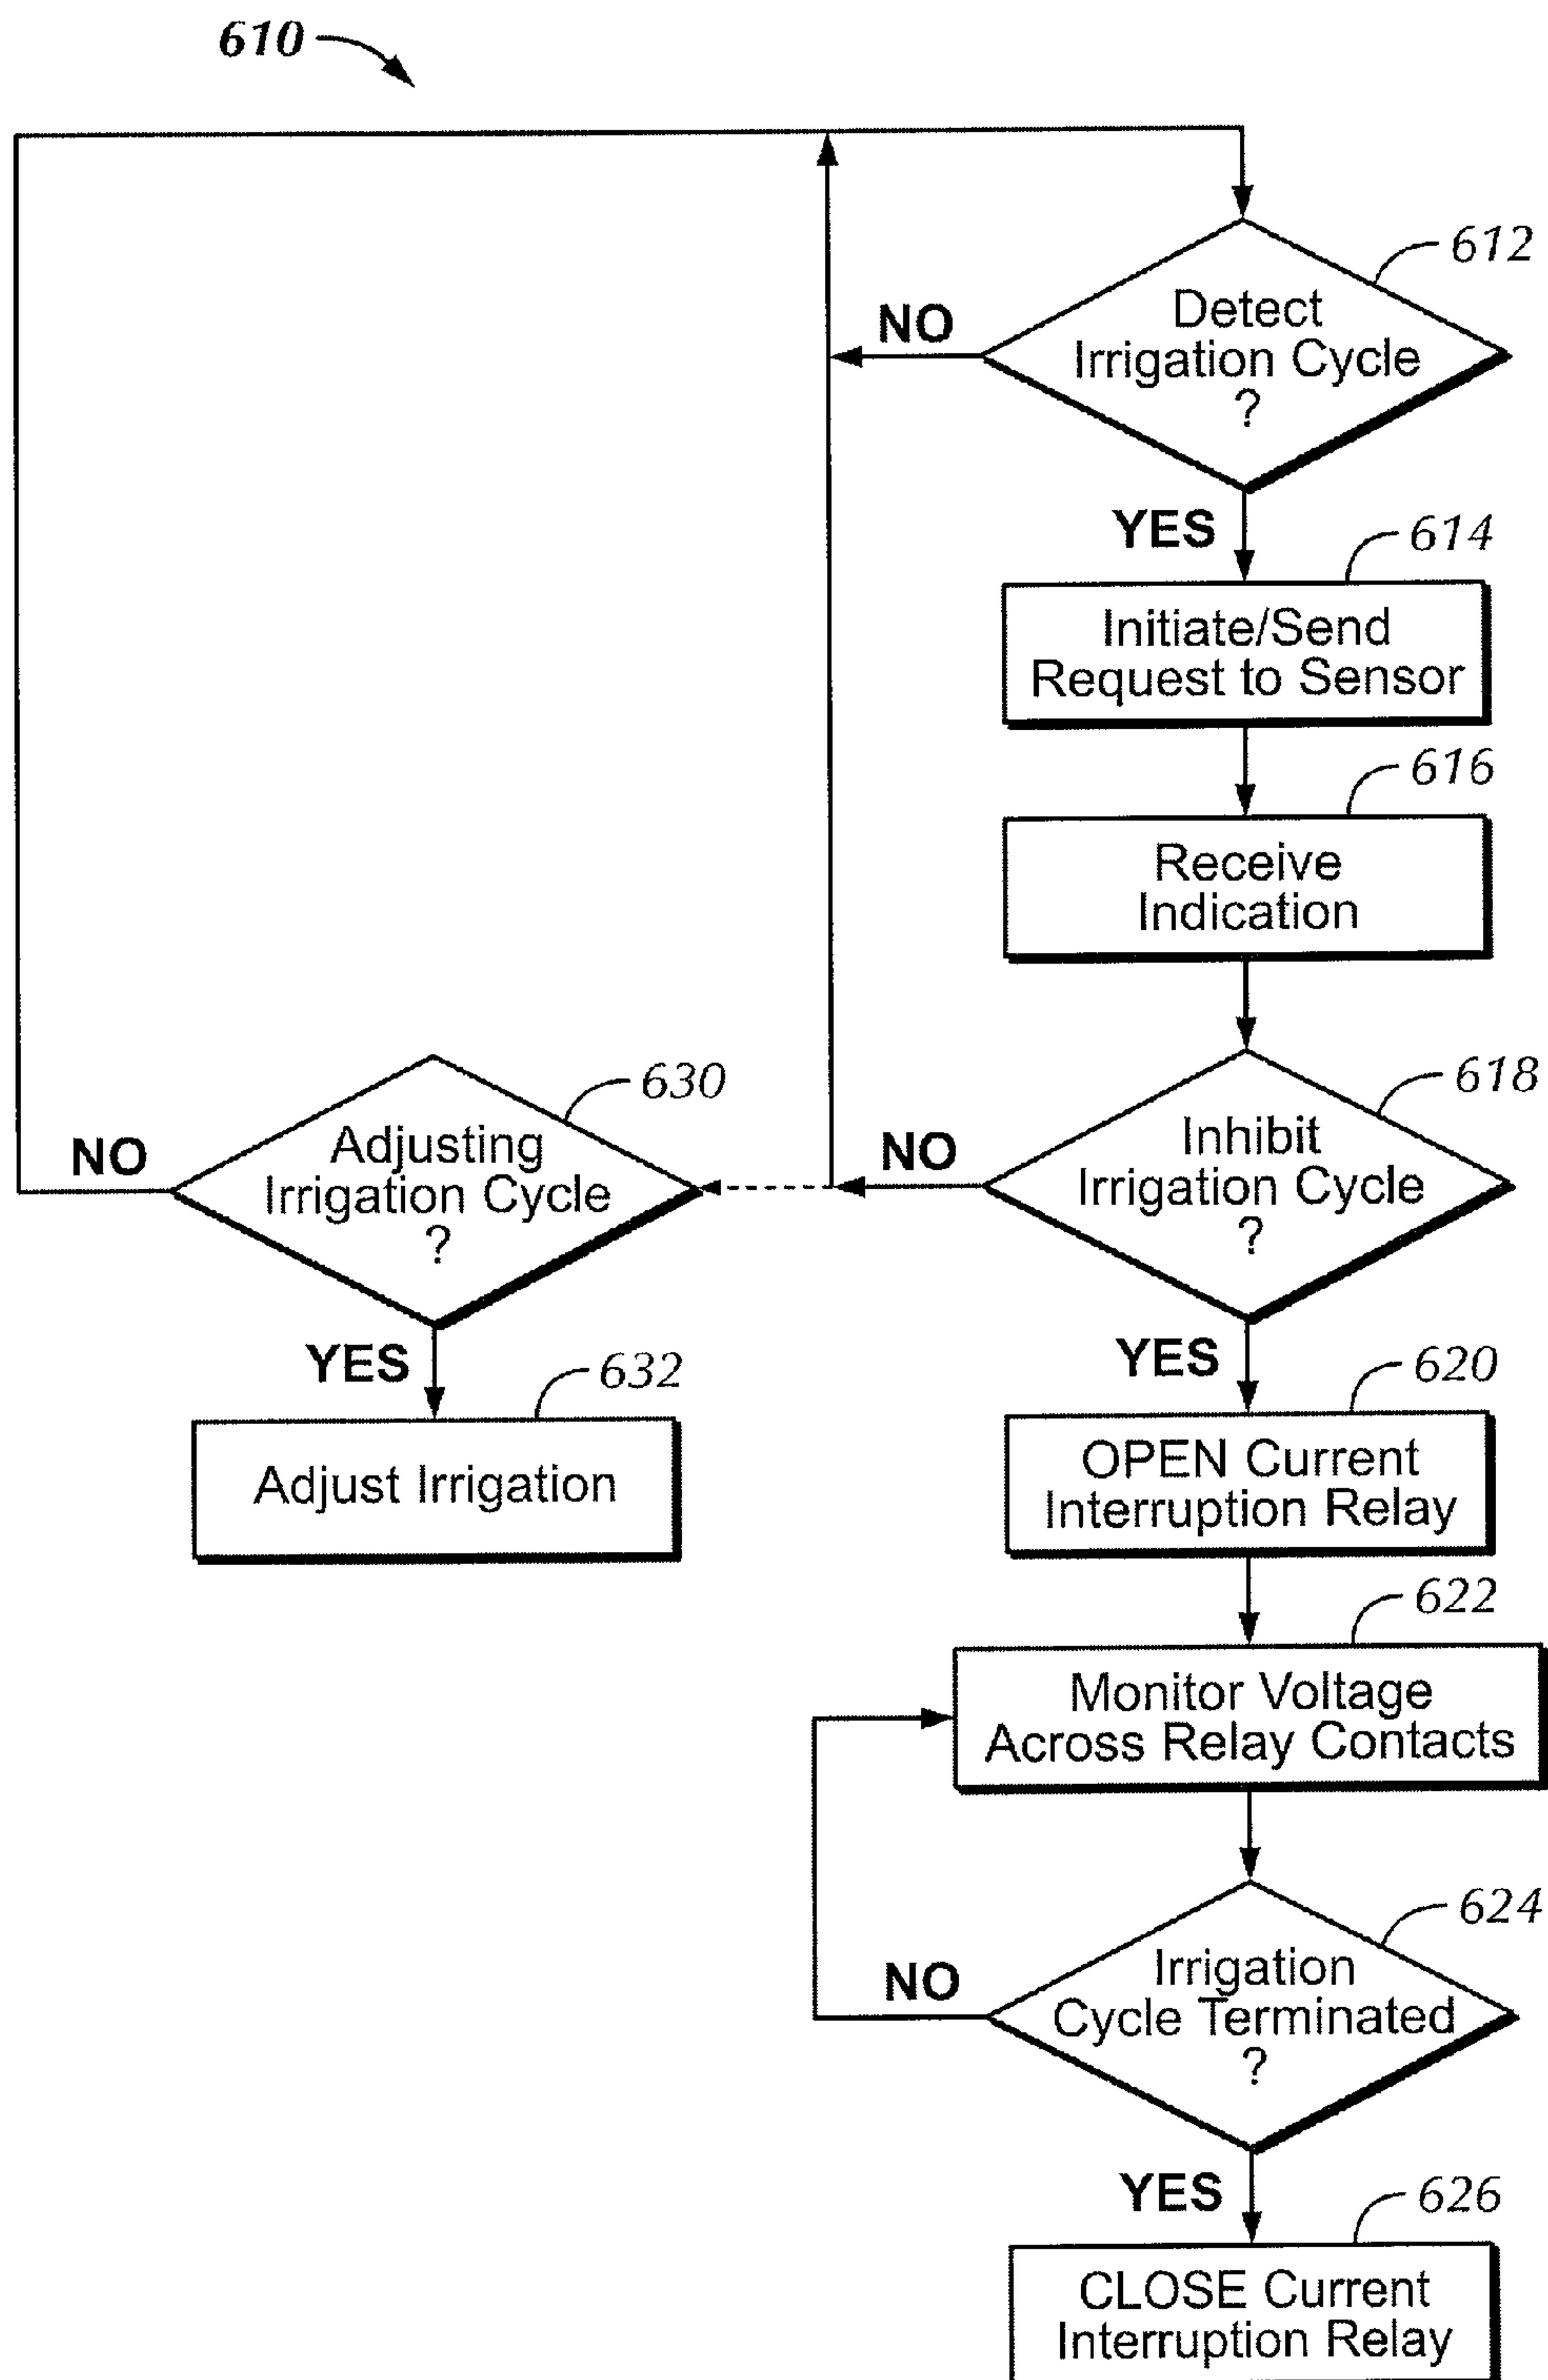 610
612
Detect
Irrigation Cycle
?
NO
YES
614
Initiate/Send
Request to Sensor
616
Receive
Indication
618
Inhibit
Irrigation Cycle
?
NO
YES
630
Adjusting
Irrigation Cycle
?
NO
YES
632
Adjust Irrigation
620
OPEN Current
Interruption Relay
622
Monitor Voltage
Across Relay Contacts
624
Irrigation
Cycle Terminated
?
NO
YES
626
CLOSE Current
Interruption Relay